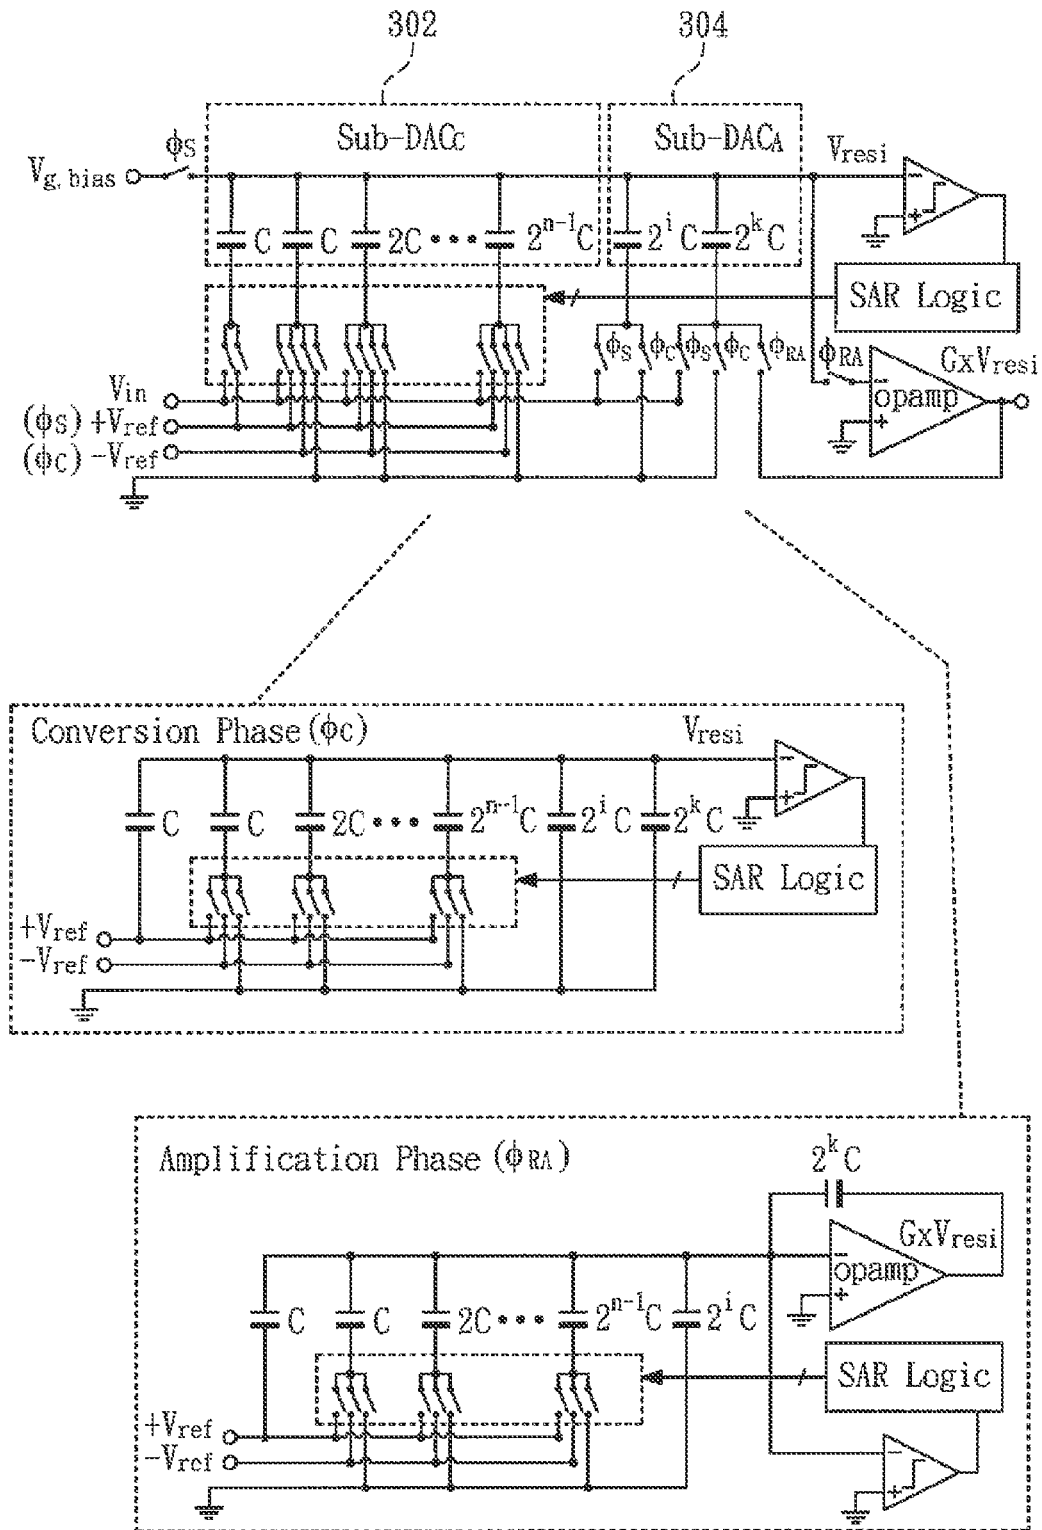 302 304
Sub-DACC Sub-DACA
ϕS
Vg, bias
Vresi
C C 2C ••• 2n-1C 2iC 2kC
SAR Logic
ϕS ϕC ϕS ϕC ϕRA ϕRA GxVresi
opamp
Vin
(ϕS) +Vref
(ϕC) -Vref
Conversion Phase (ϕC)
Vresi
C C 2C ••• 2n-1C 2iC 2kC
SAR Logic
+Vref
-Vref
Amplification Phase (ϕRA)
2kC
GxVresi
opamp
C C 2C ••• 2n-1C 2iC
SAR Logic
+Vref
-Vref